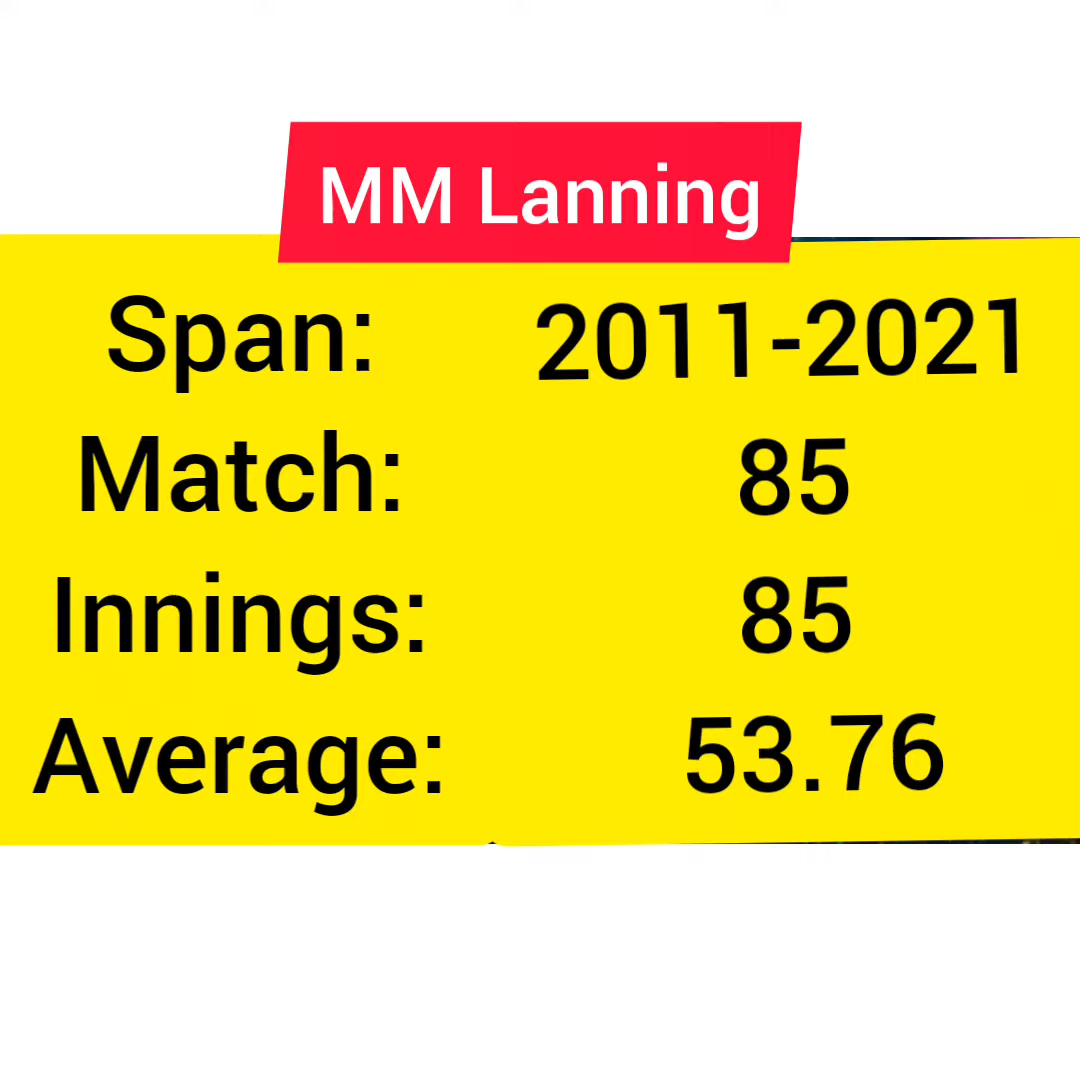 MM Lanning
Span: 2011-2021
Match: 85
Innings: 85
Average: 53.76